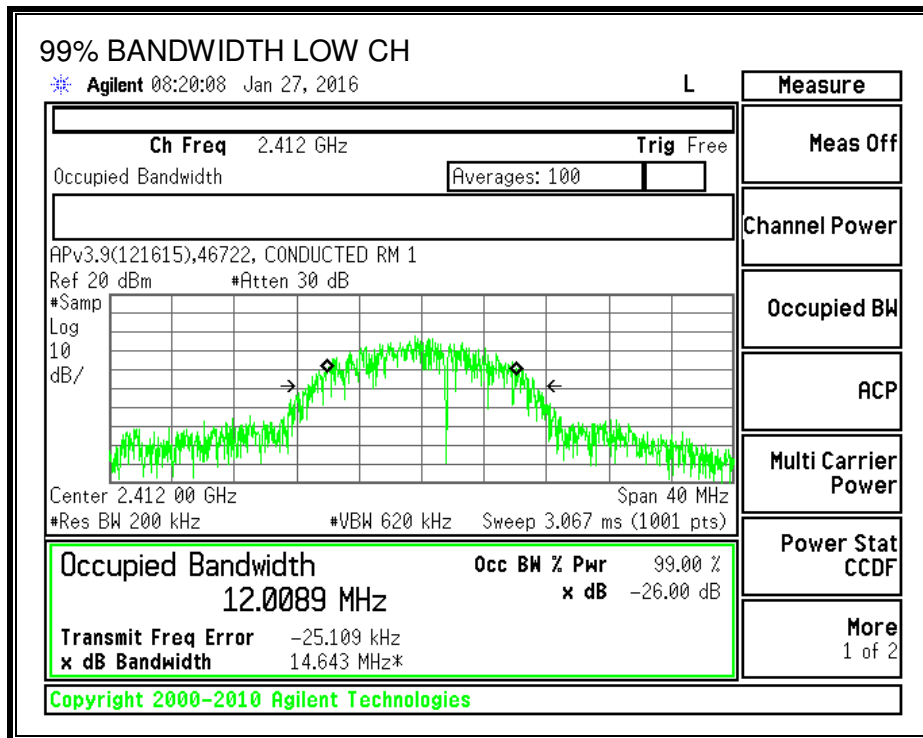 99% BANDWIDTH LOW CH
Agilent 08:20:08 Jan 27, 2016 L
Measure
Ch Freq 2.412 GHz Trig Free
Meas Off
Occupied Bandwidth Averages: 100
Channel Power
APv3.9(121615),46722, CONDUCTED RM 1
Ref 20 dBm #Atten 30 dB
#Samp
Log
10
dB/
Occupied BW
ACP
Multi Carrier
Power
Center 2.412 00 GHz Span 40 MHz
#Res BW 200 kHz #VBW 620 kHz Sweep 3.067 ms (1001 pts)
Power Stat
CCDF
Occupied Bandwidth Occ BW % Pwr 99.00 %
12.0089 MHz x dB -26.00 dB
Transmit Freq Error -25.109 kHz
x dB Bandwidth 14.643 MHz*
More
1 of 2
Copyright 2000-2010 Agilent Technologies